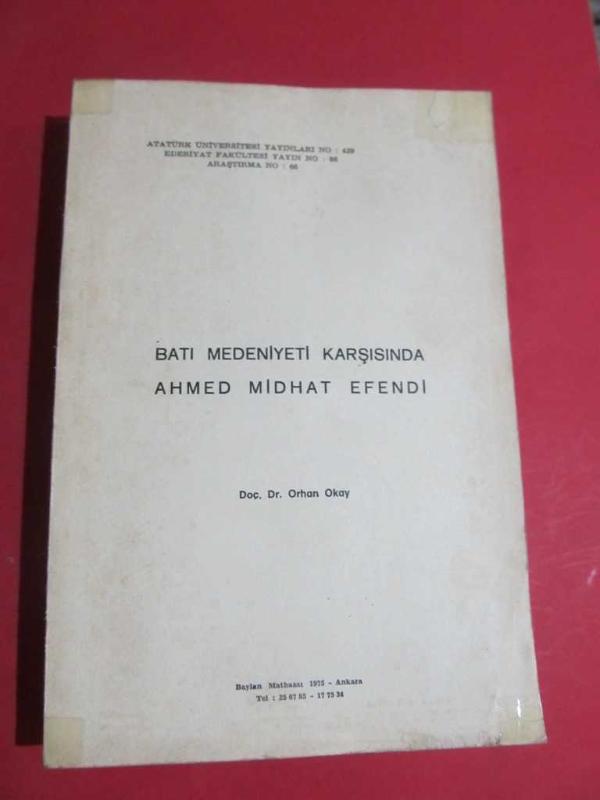 ATATÜRK ÜNİVERSİTESİ YAYINLARI NO : 429
EDEBİYAT FAKÜLTESİ YAYIN NO : 86
ARAŞTIRMA NO : 66
BATI MEDENİYETİ KARŞISINDA
AHMED MİDHAT EFENDİ
Doç. Dr. Orhan Okay
Baylan Matbaası 1975 - Ankara
Tel : 25 67 85 - 17 75 34